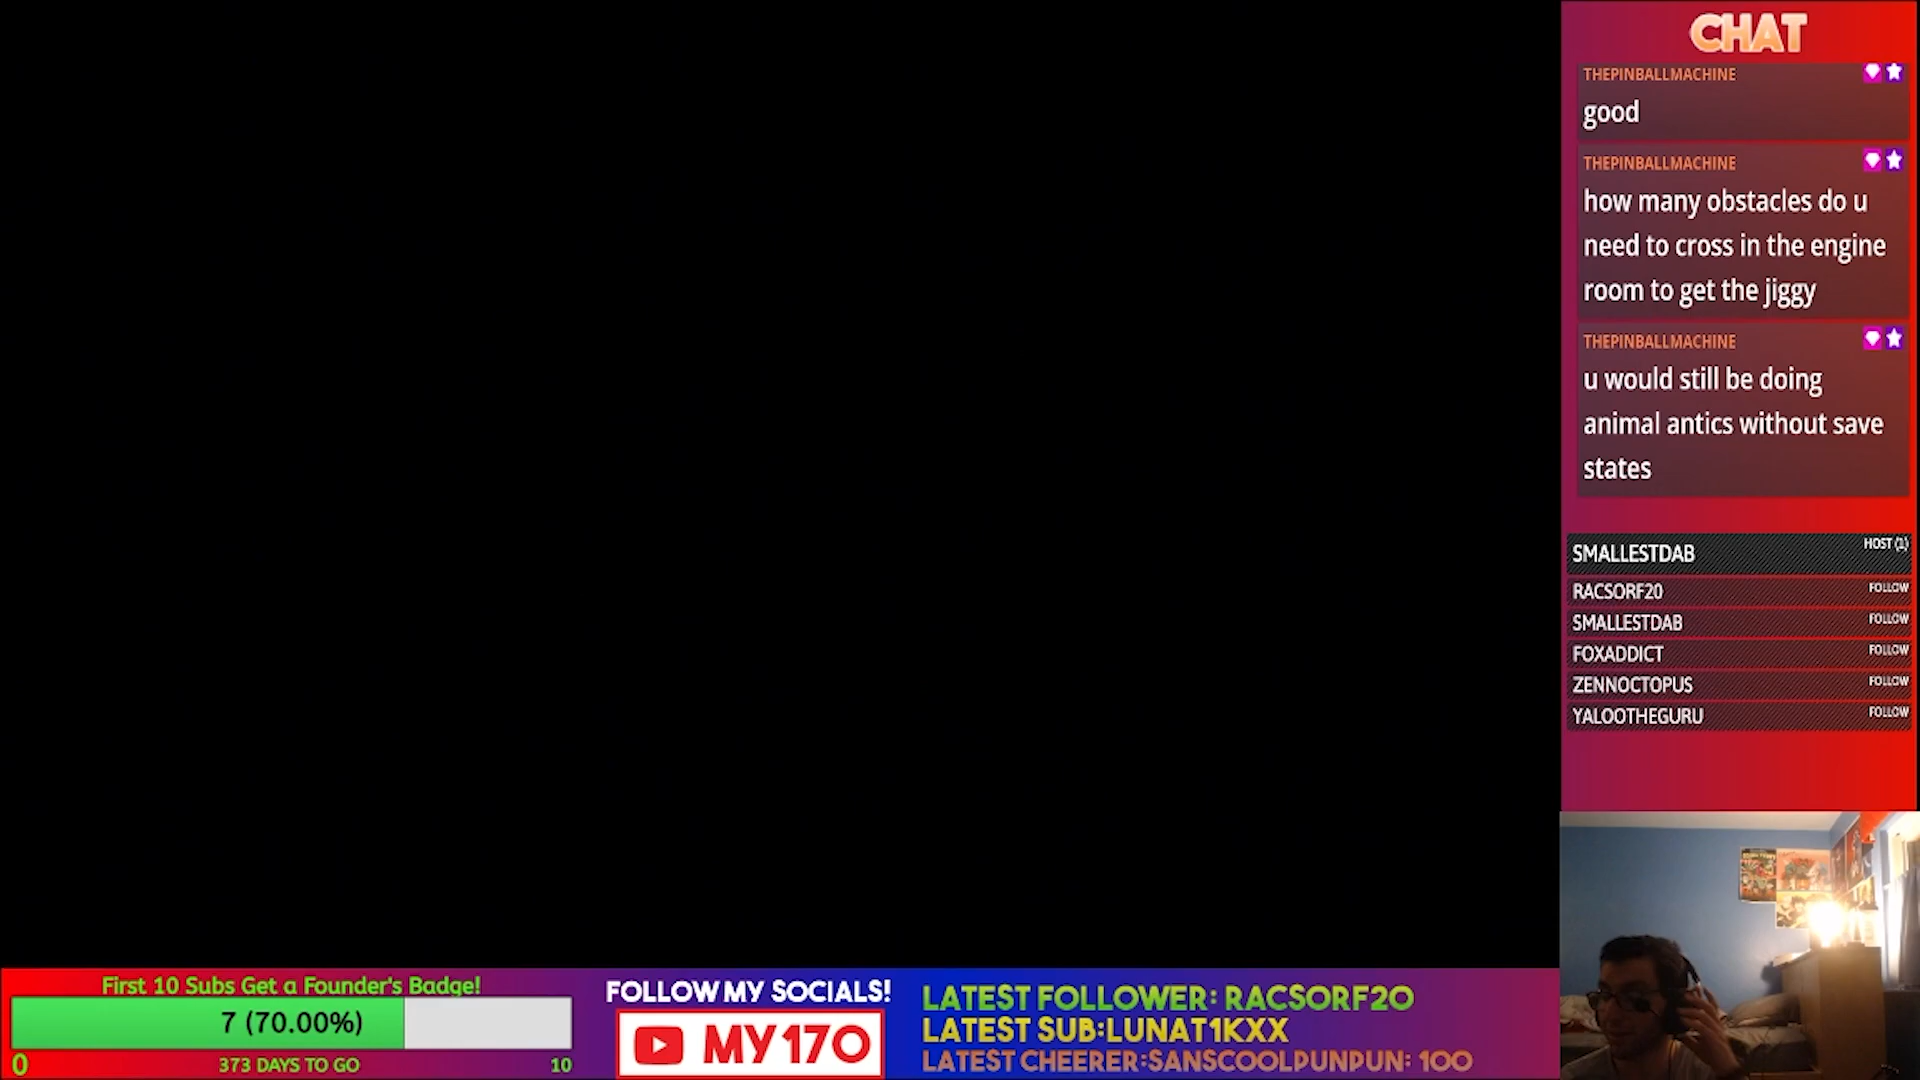 CHAT
THEPINBALLMACHINE
good
THEPINBALLMACHINE
how many obstacles do u
need to cross in the engine
room to get the jiggy
THEPINBALLMACHINE
u would still be doing
animal antics without save
states
SMALLESTDAB HOST (1)
RACSORF20 FOLLOW
SMALLESTDAB FOLLOW
FOXADDICT FOLLOW
ZENNOCTOPUS FOLLOW
YALOOTHEGURU FOLLOW
First 10 Subs Get a Founder's Badge!
7 (70.00%)
0 373 DAYS TO GO 10
FOLLOW MY SOCIALS!
MY170
LATEST FOLLOWER: RACSORF20
LATEST SUB:LUNAT1KXX
LATEST CHEERER:SANSCOOLPUNPUN: 100